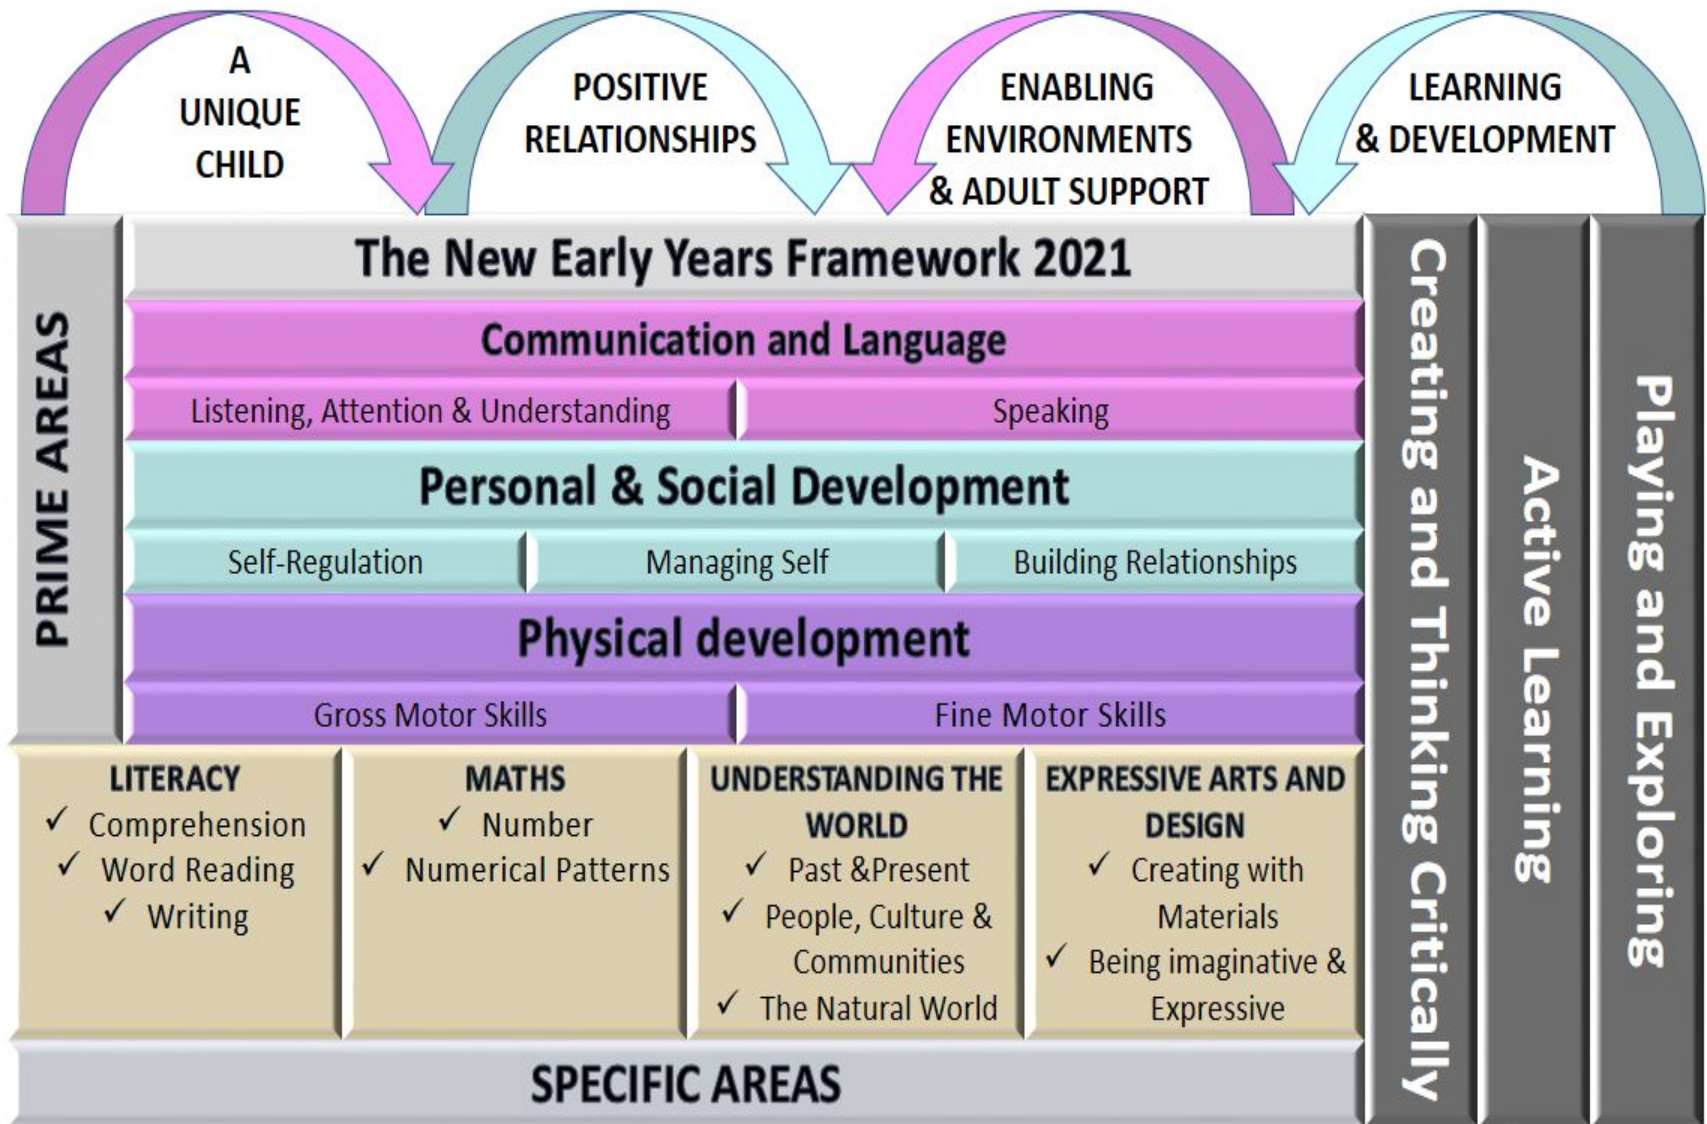 A
UNIQUE
CHILD
POSITIVE
RELATIONSHIPS
ENABLING
ENVIRONMENTS
& ADULT SUPPORT
LEARNING
& DEVELOPMENT
PRIME AREAS
The New Early Years Framework 2021
Communication and Language
Listening, Attention & Understanding
Speaking
Personal & Social Development
Self-Regulation
Managing Self
Building Relationships
Physical development
Gross Motor Skills
Fine Motor Skills
LITERACY
✓ Comprehension
✓ Word Reading
✓ Writing
MATHS
✓ Number
✓ Numerical Patterns
UNDERSTANDING THE
WORLD
✓ Past &Present
✓ People, Culture &
Communities
✓ The Natural World
EXPRESSIVE ARTS AND
DESIGN
✓ Creating with
Materials
✓ Being imaginative &
Expressive
SPECIFIC AREAS
Creating and Thinking Critically
Active Learning
Playing and Exploring